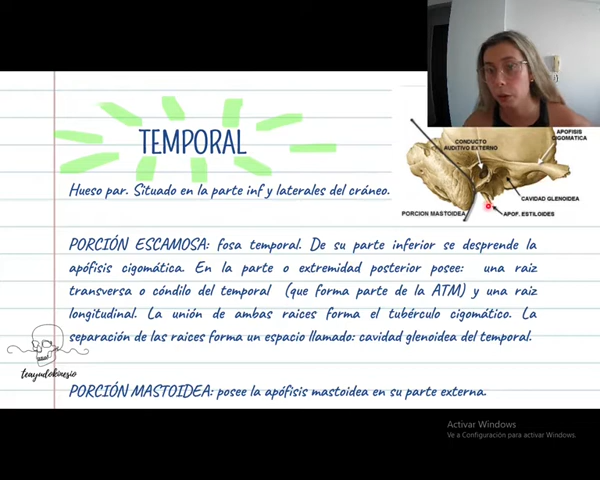 TEMPORAL
Hueso par. Situado en la parte inf y laterales del cráneo.
CONDUCTO
AUDITIVO EXTERNO
APOFISIS
CIGOMATICA
CAVIDAD GLENOIDEA
PORCION MASTOIDEA
APOF. ESTILOIDES
PORCIÓN ESCAMOSA: fosa temporal. De su parte inferior se desprende la
apófisis cigomática. En la parte o extremidad posterior posee: una raiz
transversa o cóndilo del temporal (que forma parte de la ATM) y una raiz
longitudinal. La unión de ambas raices forma el tubérculo cigomático. La
separación de las raices forma un espacio llamado: cavidad glenoidea del temporal.
teayudokinesio
PORCIÓN MASTOIDEA: posee la apófisis mastoidea en su parte externa.
Activar Windows
Ve a Configuración para activar Windows.